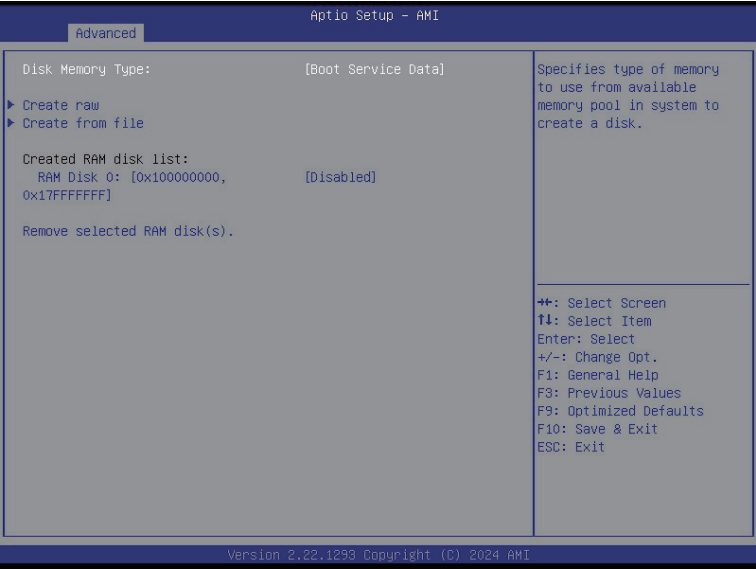 Aptio Setup – AMI
Advanced
Disk Memory Type: [Boot Service Data]
Create raw
Create from file
Created RAM disk list:
RAM Disk 0: [0x100000000, [Disabled]
0x17FFFFFFF]
Remove selected RAM disk(s).
Specifies type of memory
to use from available
memory pool in system to
create a disk.
→←: Select Screen
↑↓: Select Item
Enter: Select
+/-: Change Opt.
F1: General Help
F3: Previous Values
F9: Optimized Defaults
F10: Save & Exit
ESC: Exit
Version 2.22.1293 Copyright (C) 2024 AMI